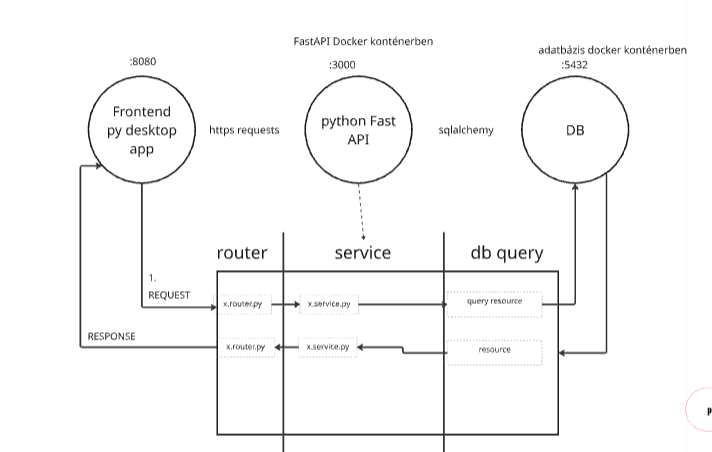 FastAPI Docker konténerben
adatbázis docker konténerben
:8080
:3000
:5432
Frontend
py desktop
app
https requests
python Fast
API
sqlalchemy
DB
router
service
db query
1.
REQUEST
x.router.py
x.service.py
query resource
RESPONSE
x.router.py
x.service.py
resource
p